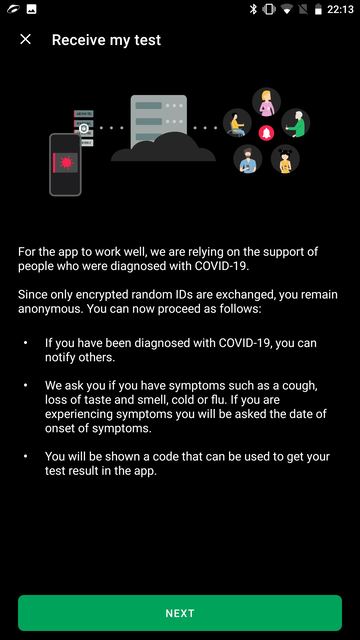 22:13
Receive my test
For the app to work well, we are relying on the support of
people who were diagnosed with COVID-19.
Since only encrypted random IDs are exchanged, you remain
anonymous. You can now proceed as follows:
• If you have been diagnosed with COVID-19, you can
notify others.
• We ask you if you have symptoms such as a cough,
loss of taste and smell, cold or flu. If you are
experiencing symptoms you will be asked the date of
onset of symptoms.
• You will be shown a code that can be used to get your
test result in the app.
NEXT